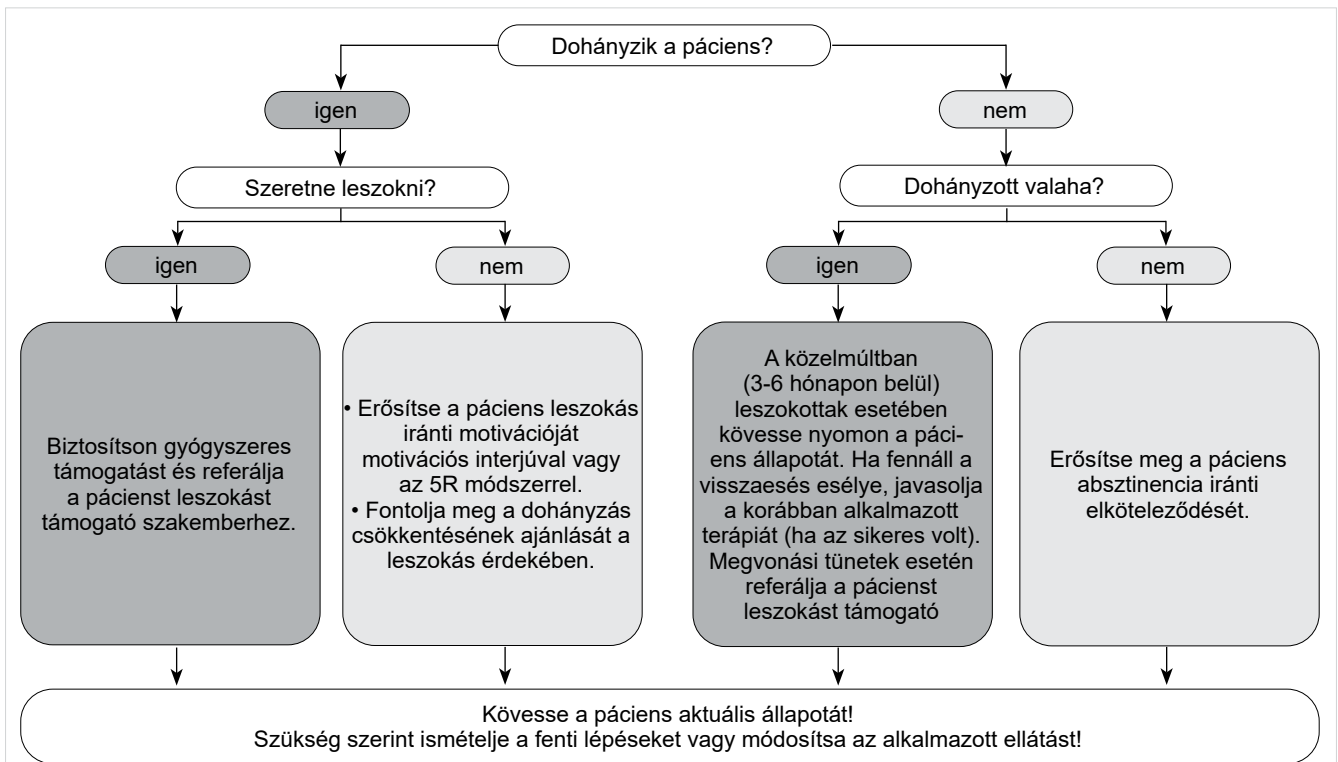 Dohányzik a páciens?
igen
nem
Szeretne leszokni?
Dohányzott valaha?
igen
nem
igen
nem
Biztosítson gyógyszeres
támogatást és referálja
a pácienst leszokást
támogató szakemberhez.
• Erősítse a páciens leszokás
iránti motivációját
motivációs interjúval vagy
az 5R módszerrel.
• Fontolja meg a dohányzás
csökkentésének ajánlását a
leszokás érdekében.
A közelmúltban
(3-6 hónapon belül)
leszokottak esetében
kövesse nyomon a páci-
ens állapotát. Ha fennáll a
visszaesés esélye, javasolja
a korábban alkalmazott
terápiát (ha az sikeres volt).
Megvonási tünetek esetén
referálja a pácienst
leszokást támogató
Erősítse meg a páciens
absztinencia iránti
elköteleződését.
Kövesse a páciens aktuális állapotát!
Szükség szerint ismételje a fenti lépéseket vagy módosítsa az alkalmazott ellátást!